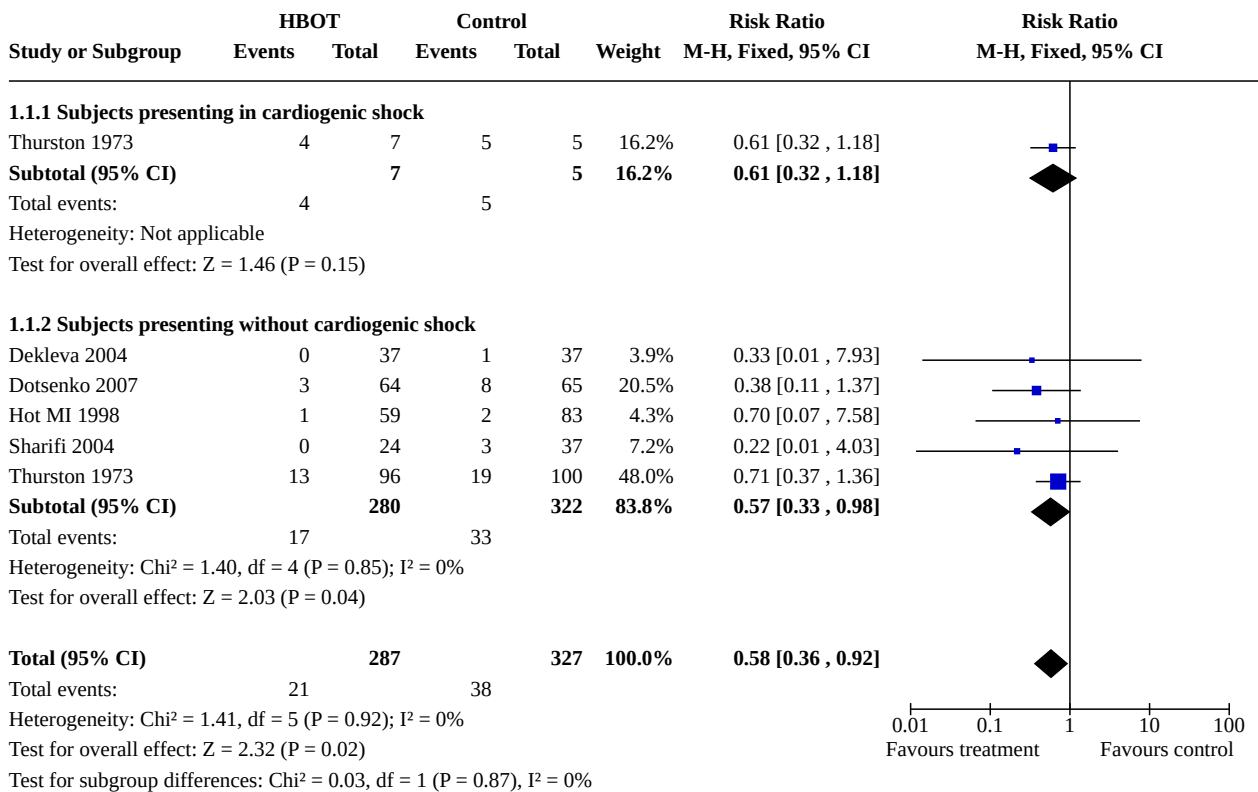 HBOT Control Risk Ratio Risk Ratio
Study or Subgroup Events Total Events Total Weight M-H, Fixed, 95% CI M-H, Fixed, 95% CI
1.1.1 Subjects presenting in cardiogenic shock
Thurston 1973 4 7 5 5 16.2% 0.61 [0.32 , 1.18]
Subtotal (95% CI) 7 5 16.2% 0.61 [0.32 , 1.18]
Total events: 4 5
Heterogeneity: Not applicable
Test for overall effect: Z = 1.46 (P = 0.15)
1.1.2 Subjects presenting without cardiogenic shock
Dekleva 2004 0 37 1 37 3.9% 0.33 [0.01 , 7.93]
Dotsenko 2007 3 64 8 65 20.5% 0.38 [0.11 , 1.37]
Hot MI 1998 1 59 2 83 4.3% 0.70 [0.07 , 7.58]
Sharifi 2004 0 24 3 37 7.2% 0.22 [0.01 , 4.03]
Thurston 1973 13 96 19 100 48.0% 0.71 [0.37 , 1.36]
Subtotal (95% CI) 280 322 83.8% 0.57 [0.33 , 0.98]
Total events: 17 33
Heterogeneity: Chi² = 1.40, df = 4 (P = 0.85); I² = 0%
Test for overall effect: Z = 2.03 (P = 0.04)
Total (95% CI) 287 327 100.0% 0.58 [0.36 , 0.92]
Total events: 21 38
Heterogeneity: Chi² = 1.41, df = 5 (P = 0.92); I² = 0%
0.01 0.1 1 10 100
Test for overall effect: Z = 2.32 (P = 0.02) Favours treatment Favours control
Test for subgroup differences: Chi² = 0.03, df = 1 (P = 0.87), I² = 0%